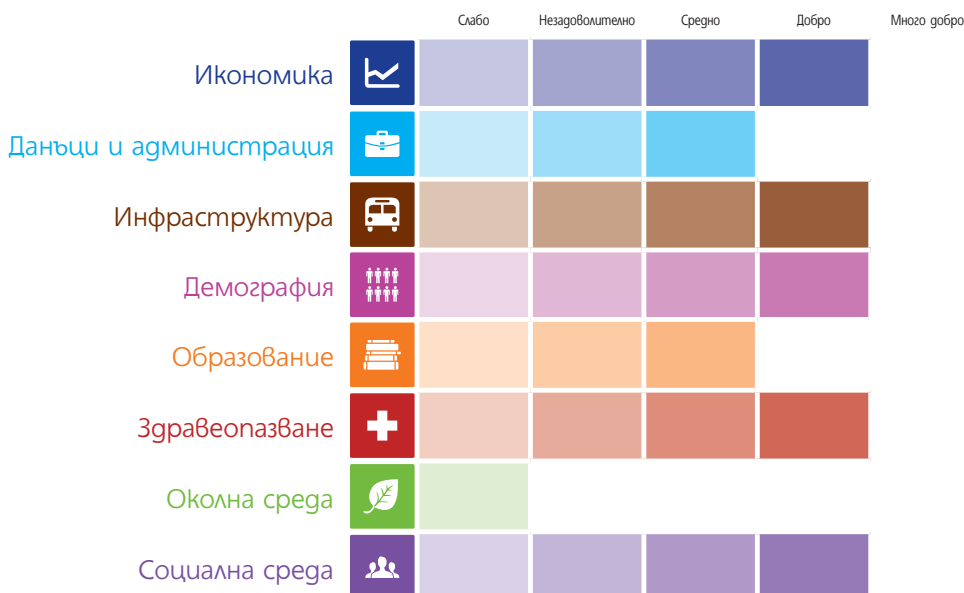 Слабо Незадоволително Средно Добро Много добро
Икономика
Данъци и администрация
Инфраструктура
Демография
Образование
Здравеопазване
Околна среда
Социална среда